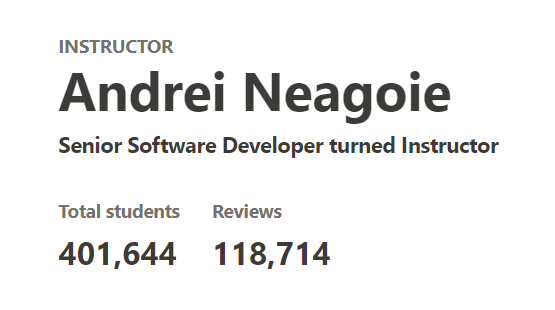 INSTRUCTOR
Andrei Neagoie
Senior Software Developer turned Instructor
Total students Reviews
401,644 118,714